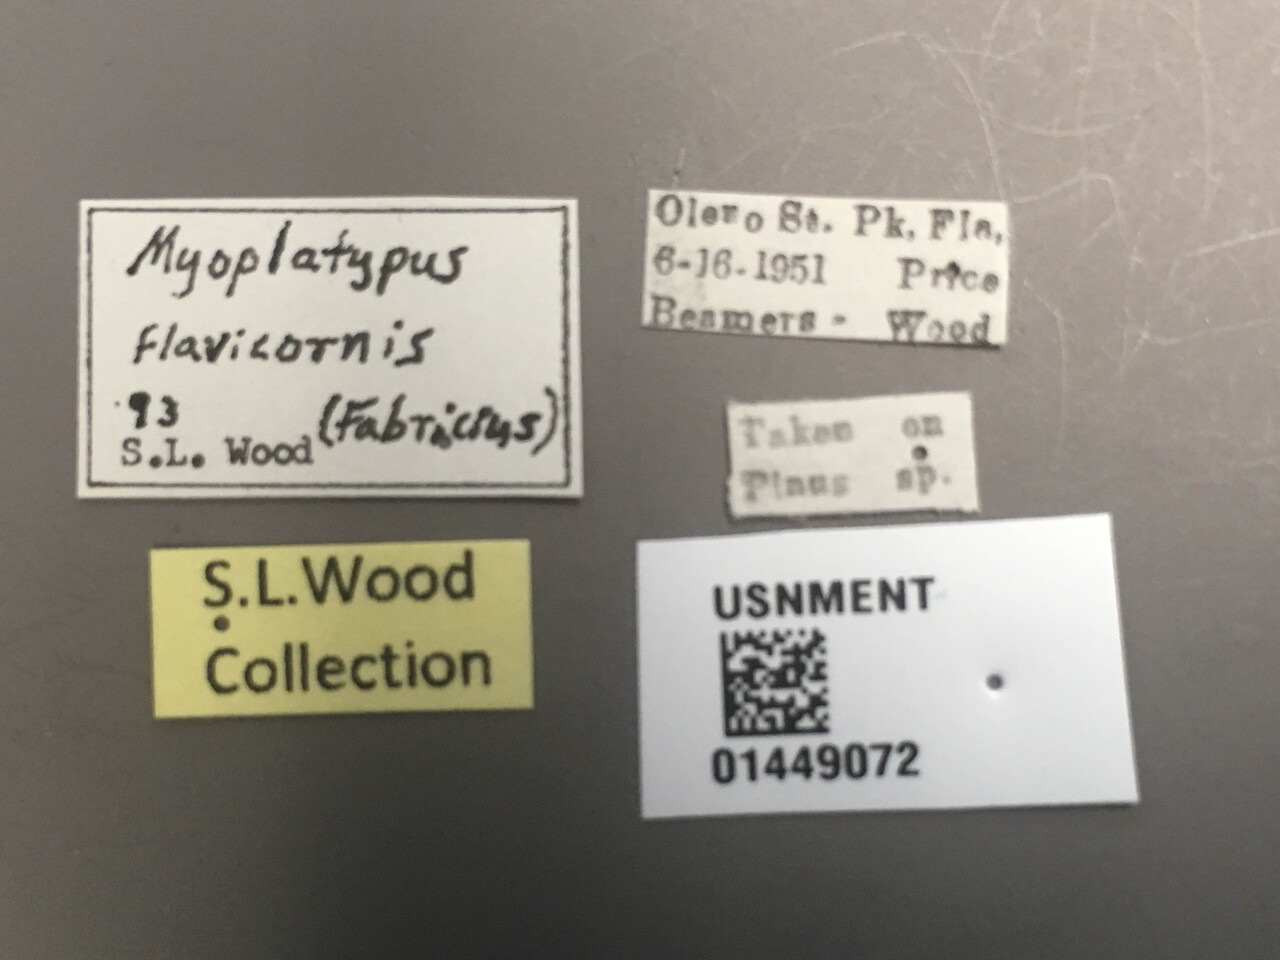 Myoplatypus
flavicornis
'93 (Fabricius)
S.L. Wood
Oleno St. Pk. Fla.
6-16-1951 Price
Beamers - Wood
Taken on
Pinus sp.
S.L.Wood
Collection
USNMENT
01449072